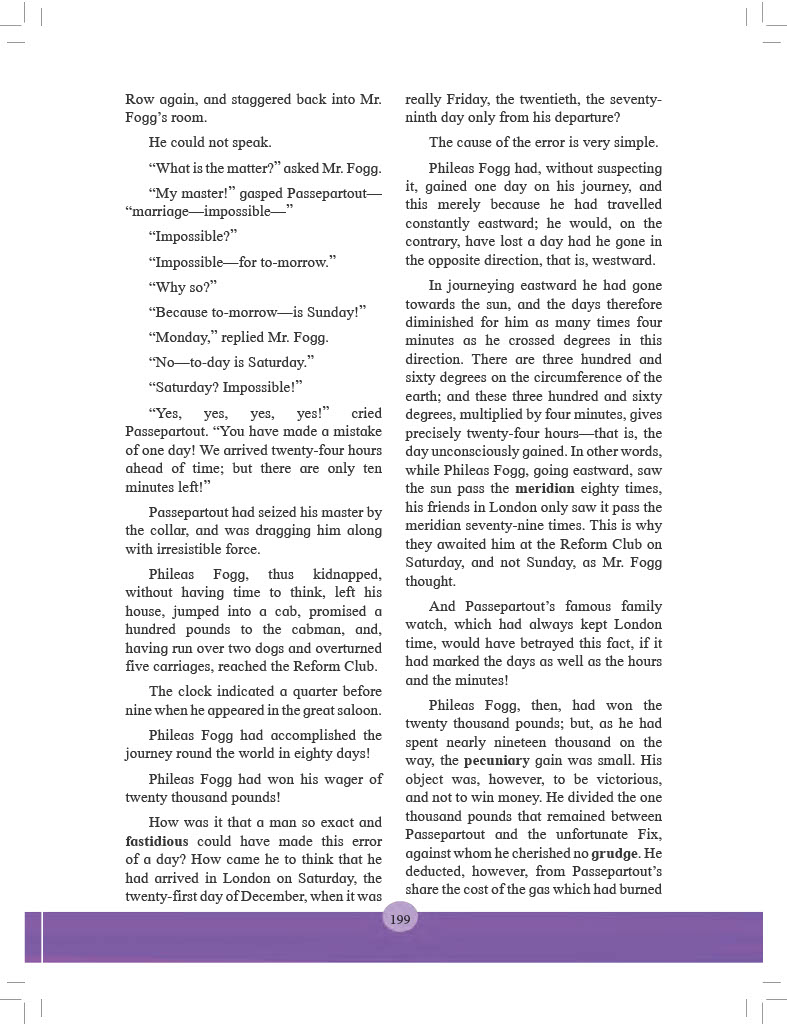 Row again, and staggered back into Mr.
Fogg’s room.
He could not speak.
“What is the matter?” asked Mr. Fogg.
“My master!” gasped Passepartout—
“marriage—impossible—”
“Impossible?”
“Impossible—for to-morrow.”
“Why so?”
“Because to-morrow—is Sunday!”
“Monday,” replied Mr. Fogg.
“No—to-day is Saturday.”
“Saturday? Impossible!”
“Yes, yes, yes, yes!” cried
Passepartout. “You have made a mistake
of one day! We arrived twenty-four hours
ahead of time; but there are only ten
minutes left!”
Passepartout had seized his master by
the collar, and was dragging him along
with irresistible force.
Phileas Fogg, thus kidnapped,
without having time to think, left his
house, jumped into a cab, promised a
hundred pounds to the cabman, and,
having run over two dogs and overturned
five carriages, reached the Reform Club.
The clock indicated a quarter before
nine when he appeared in the great saloon.
Phileas Fogg had accomplished the
journey round the world in eighty days!
Phileas Fogg had won his wager of
twenty thousand pounds!
How was it that a man so exact and
fastidious could have made this error
of a day? How came he to think that he
had arrived in London on Saturday, the
twenty-first day of December, when it was
really Friday, the twentieth, the seventy-
ninth day only from his departure?
The cause of the error is very simple.
Phileas Fogg had, without suspecting
it, gained one day on his journey, and
this merely because he had travelled
constantly eastward; he would, on the
contrary, have lost a day had he gone in
the opposite direction, that is, westward.
In journeying eastward he had gone
towards the sun, and the days therefore
diminished for him as many times four
minutes as he crossed degrees in this
direction. There are three hundred and
sixty degrees on the circumference of the
earth; and these three hundred and sixty
degrees, multiplied by four minutes, gives
precisely twenty-four hours—that is, the
day unconsciously gained. In other words,
while Phileas Fogg, going eastward, saw
the sun pass the meridian eighty times,
his friends in London only saw it pass the
meridian seventy-nine times. This is why
they awaited him at the Reform Club on
Saturday, and not Sunday, as Mr. Fogg
thought.
And Passepartout’s famous family
watch, which had always kept London
time, would have betrayed this fact, if it
had marked the days as well as the hours
and the minutes!
Phileas Fogg, then, had won the
twenty thousand pounds; but, as he had
spent nearly nineteen thousand on the
way, the pecuniary gain was small. His
object was, however, to be victorious,
and not to win money. He divided the one
thousand pounds that remained between
Passepartout and the unfortunate Fix,
against whom he cherished no grudge. He
deducted, however, from Passepartout’s
share the cost of the gas which had burned
199